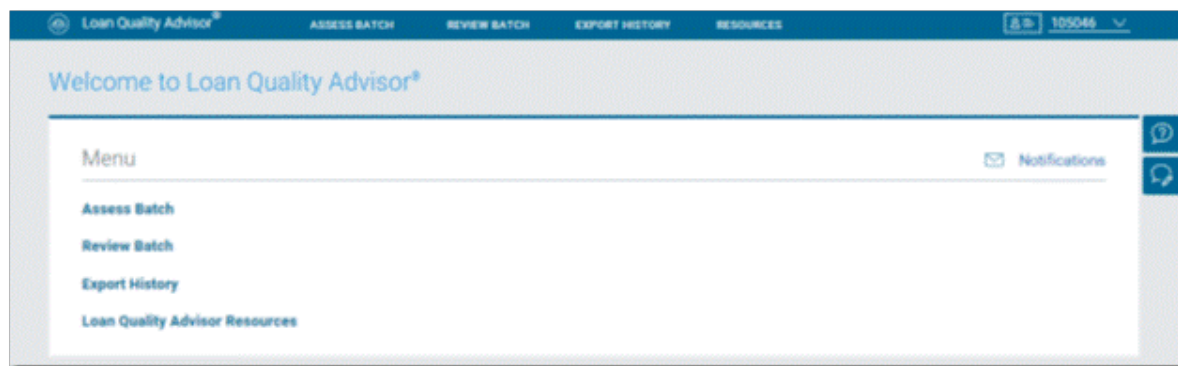 Loan Quality Advisor® ASSESS BATCH REVIEW BATCH EXPORT HISTORY RESOURCES 105046
Welcome to Loan Quality Advisor®
Menu Notifications
Assess Batch
Review Batch
Export History
Loan Quality Advisor Resources